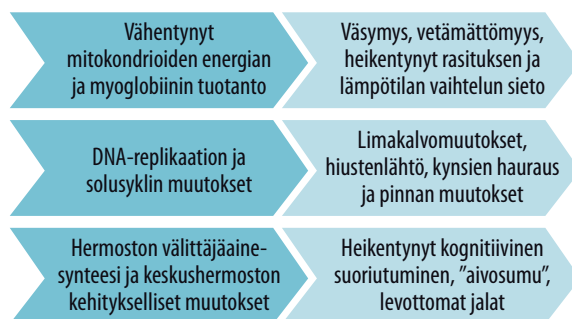 Vähentynyt
mitokondrioiden energian
ja myoglobiinin tuotanto
Väsymys, vetämättömyys,
heikentynyt rasituksen ja
lämpötilan vaihtelun sieto
DNA-replikaation ja
solusyklin muutokset
Limakalvomuutokset,
hiustenlähtö, kynsien hauraus
ja pinnan muutokset
Hermoston välittäjäaine-
synteesi ja keskushermoston
kehitykselliset muutokset
Heikentynyt kognitiivinen
suoriutuminen, ”aivosumu”,
levottomat jalat